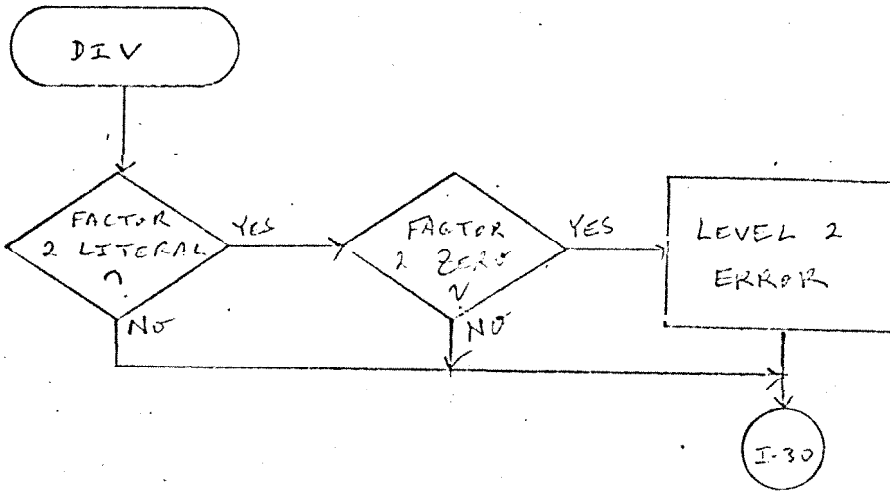 DIV
FACTOR
2 LITERAL
?
YES
NO
FACTOR
2 ZERO
?
YES
NO
LEVEL 2
ERROR
I-30